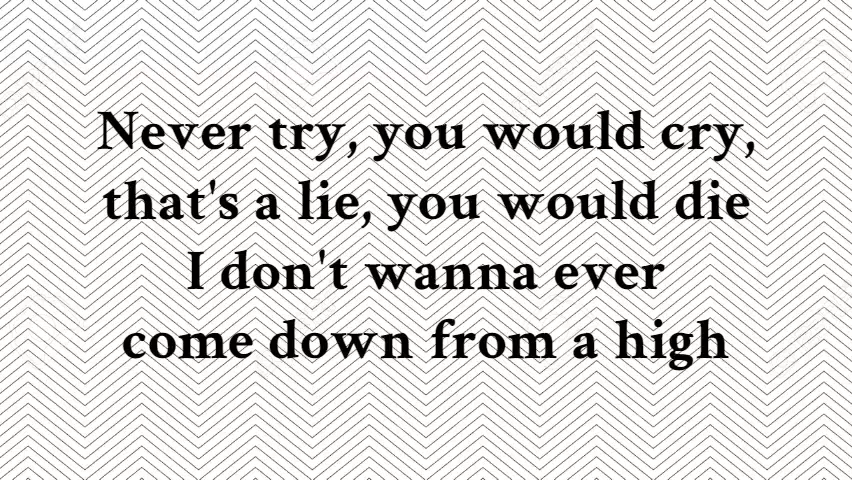 Never try, you would cry,
that's a lie, you would die
I don't wanna ever
come down from a high